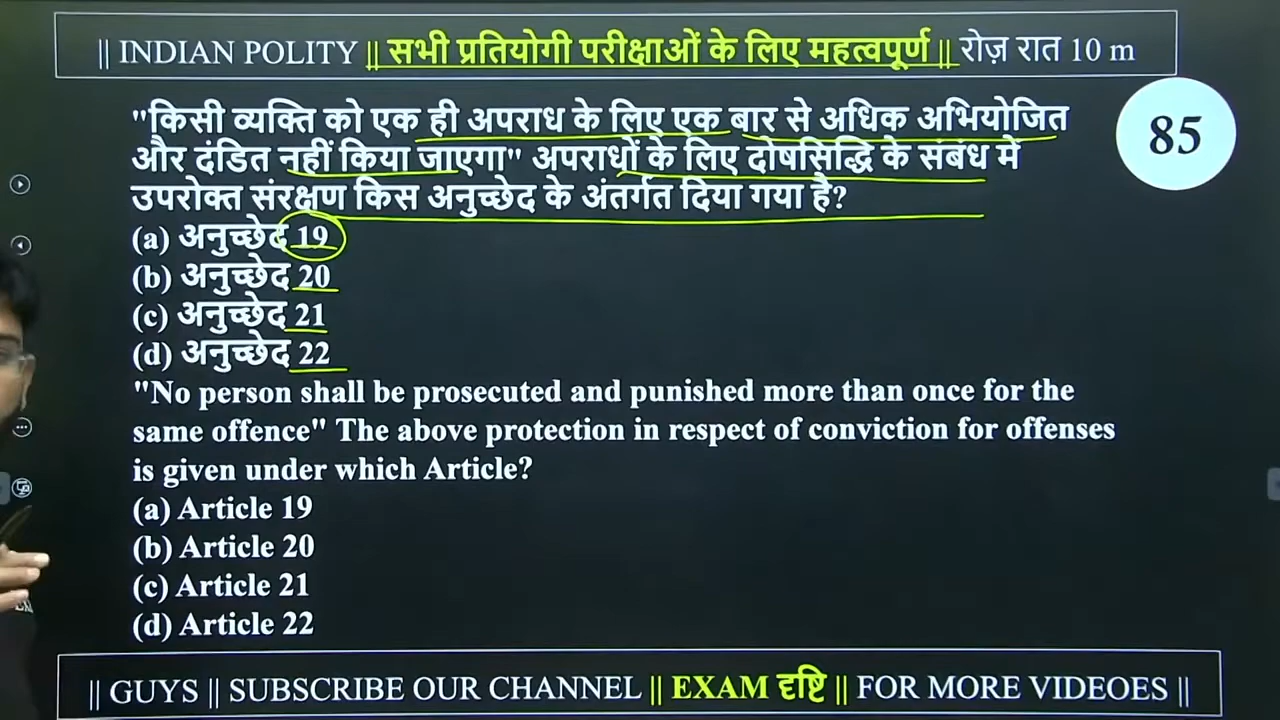 || INDIAN POLITY || सभी प्रतियोगी परीक्षाओं के लिए महत्वपूर्ण || रोज़ रात 10 m
"किसी व्यक्ति को एक ही अपराध के लिए एक बार से अधिक अभियोजित
और दंडित नहीं किया जाएगा" अपराधों के लिए दोषसिद्धि के संबंध में
उपरोक्त संरक्षण किस अनुच्छेद के अंतर्गत दिया गया है?
85
(a) अनुच्छेद 19
(b) अनुच्छेद 20
(c) अनुच्छेद 21
(d) अनुच्छेद 22
"No person shall be prosecuted and punished more than once for the
same offence" The above protection in respect of conviction for offenses
is given under which Article?
(a) Article 19
(b) Article 20
(c) Article 21
(d) Article 22
|| GUYS || SUBSCRIBE OUR CHANNEL || EXAM दृष्टि || FOR MORE VIDEOES ||